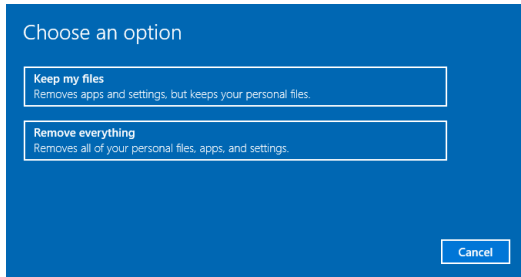 Choose an option
Keep my files
Removes apps and settings, but keeps your personal files.
Remove everything
Removes all of your personal files, apps, and settings.
Cancel